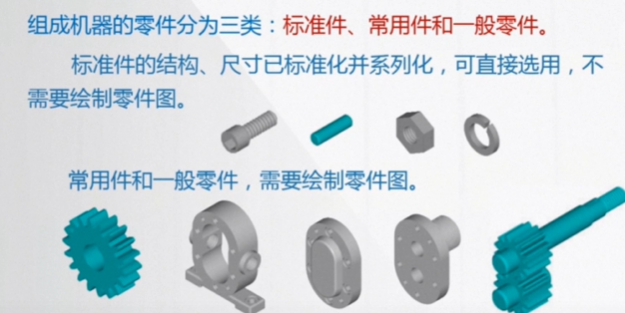 组成机器的零件分为三类：标准件、常用件和一般零件。
标准件的结构、尺寸已标准化并系列化，可直接选用，不
需要绘制零件图。
常用件和一般零件，需要绘制零件图。